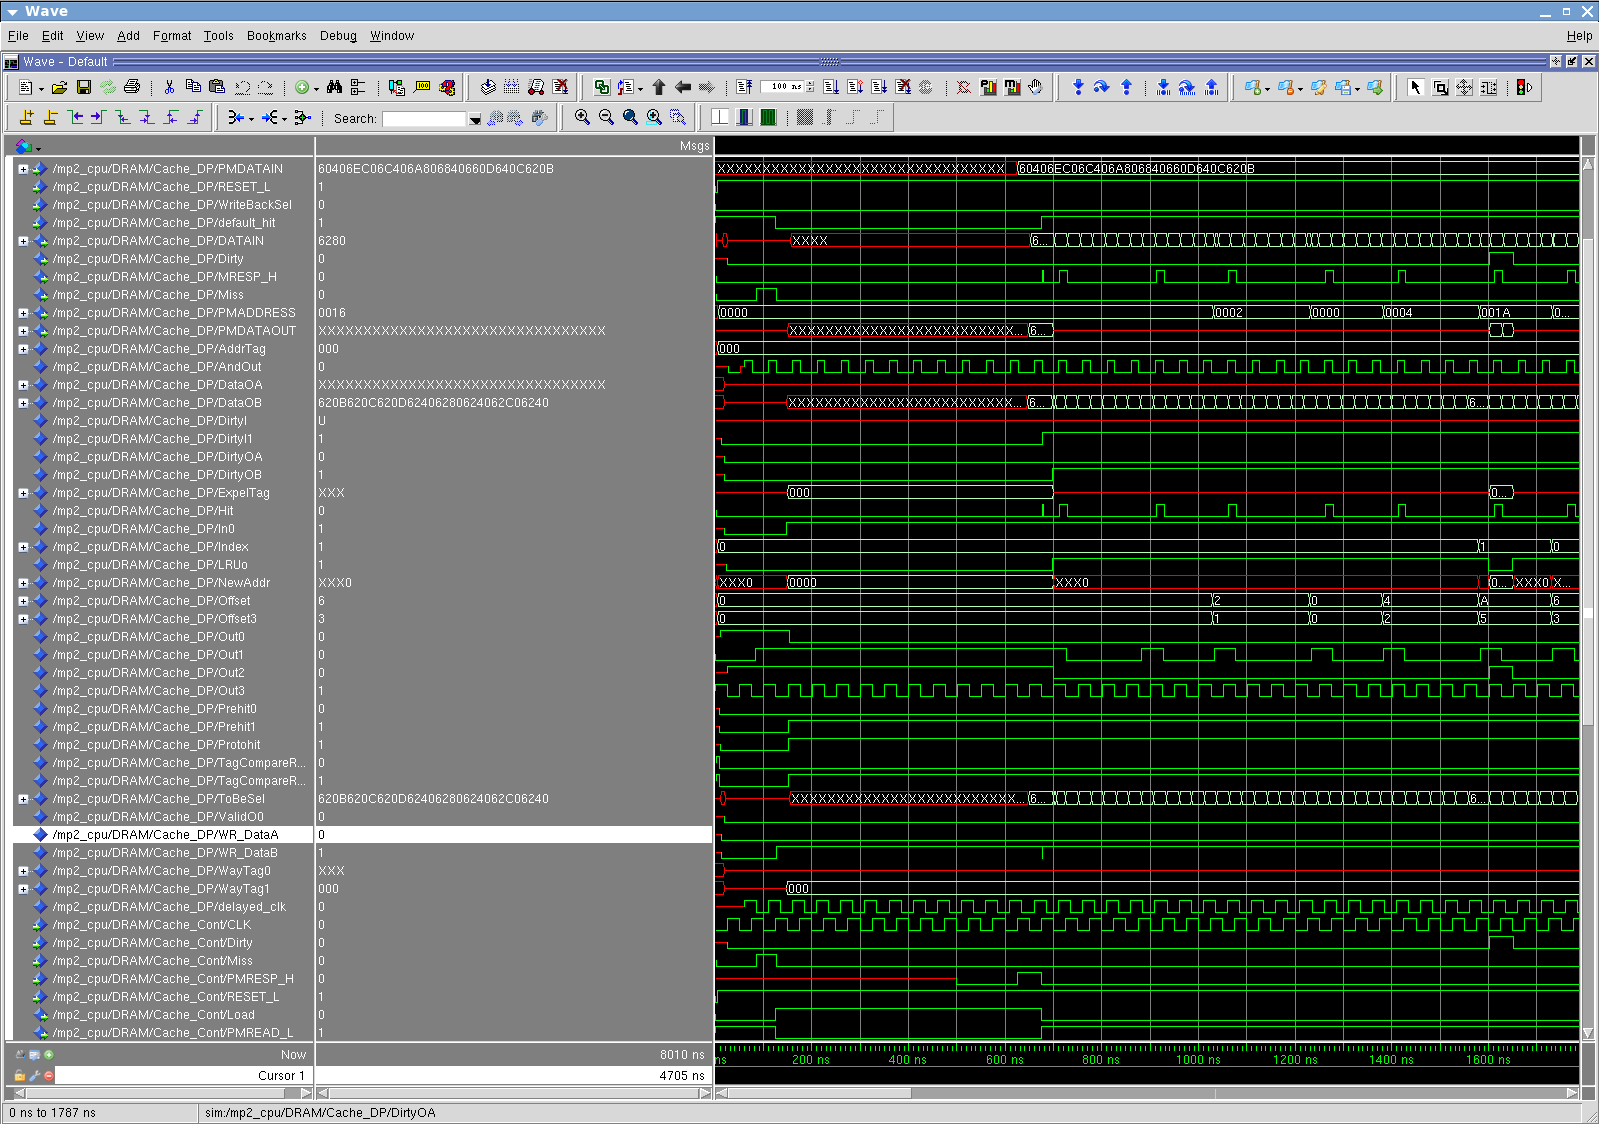 Wave
File Edit View Add Format Tools Bookmarks Debug Window Help
Wave - Default
100 ns
Search:
Msgs
/mp2_cpu/DRAM/Cache_DP/PMDATAIN 60406EC06C406A806840660D640C620B XXXXXXXXXXXXXXXXXXXXXXXX 60406EC06C406A806840660D640C620B
/mp2_cpu/DRAM/Cache_DP/RESET_L 1
/mp2_cpu/DRAM/Cache_DP/WriteBackSel 0
/mp2_cpu/DRAM/Cache_DP/default_hit 1
/mp2_cpu/DRAM/Cache_DP/DATAIN 6280 XXXX 6...
/mp2_cpu/DRAM/Cache_DP/Dirty 0
/mp2_cpu/DRAM/Cache_DP/MRESP_H 0
/mp2_cpu/DRAM/Cache_DP/Miss 0
/mp2_cpu/DRAM/Cache_DP/PMADDRESS 0016 0000 0002 0000 0004 001A 0...
/mp2_cpu/DRAM/Cache_DP/PMDATAOUT XXXXXXXXXXXXXXXXXXXXXXXXXXXXXXXX XXXXXXXXXXXXXXXXXXXXXXXXX... 6...
/mp2_cpu/DRAM/Cache_DP/AddrTag 000 000
/mp2_cpu/DRAM/Cache_DP/AndOut 0
/mp2_cpu/DRAM/Cache_DP/DataOA XXXXXXXXXXXXXXXXXXXXXXXXXXXXXXXX
/mp2_cpu/DRAM/Cache_DP/DataOB 620B620C620D62406280624062C06240 XXXXXXXXXXXXXXXXXXXXXXXXX... 6... 6...
/mp2_cpu/DRAM/Cache_DP/DirtyI U
/mp2_cpu/DRAM/Cache_DP/DirtyI1 1
/mp2_cpu/DRAM/Cache_DP/DirtyOA 0
/mp2_cpu/DRAM/Cache_DP/DirtyOB 1
/mp2_cpu/DRAM/Cache_DP/ExpelTag XXX 000 0...
/mp2_cpu/DRAM/Cache_DP/Hit 0
/mp2_cpu/DRAM/Cache_DP/In0 1
/mp2_cpu/DRAM/Cache_DP/Index 1 0 1 0
/mp2_cpu/DRAM/Cache_DP/LRUo 1
/mp2_cpu/DRAM/Cache_DP/NewAddr XXX0 XXX0 0000 XXX0 0... XXX0 X...
/mp2_cpu/DRAM/Cache_DP/Offset 6 0 2 0 4 A 6
/mp2_cpu/DRAM/Cache_DP/Offset3 3 0 1 0 2 5 3
/mp2_cpu/DRAM/Cache_DP/Out0 0
/mp2_cpu/DRAM/Cache_DP/Out1 0
/mp2_cpu/DRAM/Cache_DP/Out2 0
/mp2_cpu/DRAM/Cache_DP/Out3 1
/mp2_cpu/DRAM/Cache_DP/Prehit0 0
/mp2_cpu/DRAM/Cache_DP/Prehit1 1
/mp2_cpu/DRAM/Cache_DP/Protohit 1
/mp2_cpu/DRAM/Cache_DP/TagCompareR... 0
/mp2_cpu/DRAM/Cache_DP/TagCompareR... 1
/mp2_cpu/DRAM/Cache_DP/ToBeSel 620B620C620D62406280624062C06240 XXXXXXXXXXXXXXXXXXXXXXXXX... 6... 6...
/mp2_cpu/DRAM/Cache_DP/ValidO0 0
/mp2_cpu/DRAM/Cache_DP/WR_DataA 0
/mp2_cpu/DRAM/Cache_DP/WR_DataB 1
/mp2_cpu/DRAM/Cache_DP/WayTag0 XXX
/mp2_cpu/DRAM/Cache_DP/WayTag1 000 000
/mp2_cpu/DRAM/Cache_DP/delayed_clk 0
/mp2_cpu/DRAM/Cache_Cont/CLK 0
/mp2_cpu/DRAM/Cache_Cont/Dirty 0
/mp2_cpu/DRAM/Cache_Cont/Miss 0
/mp2_cpu/DRAM/Cache_Cont/PMRESP_H 0
/mp2_cpu/DRAM/Cache_Cont/RESET_L 1
/mp2_cpu/DRAM/Cache_Cont/Load 0
/mp2_cpu/DRAM/Cache_Cont/PMREAD_L 1
Now 8010 ns ns 200 ns 400 ns 600 ns 800 ns 1000 ns 1200 ns 1400 ns 1600 ns
Cursor 1 4705 ns
0 ns to 1787 ns sim:/mp2_cpu/DRAM/Cache_DP/DirtyOA